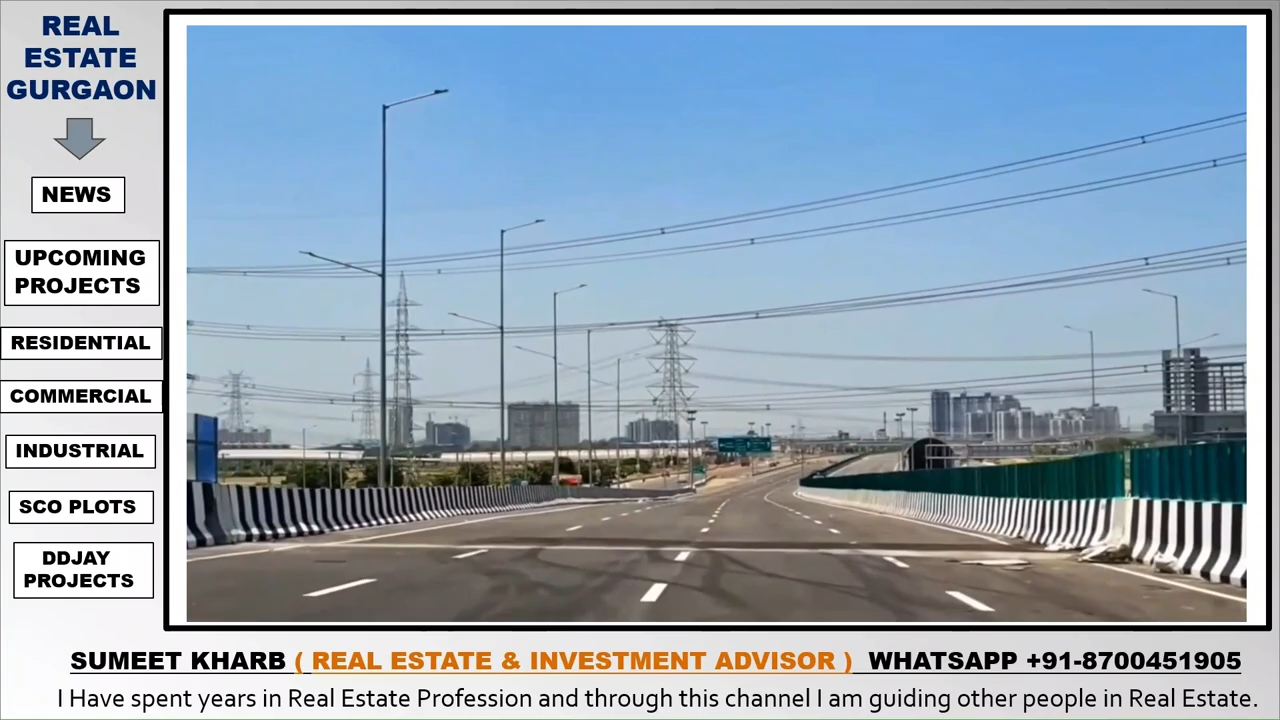 REAL
ESTATE
GURGAON
NEWS
UPCOMING
PROJECTS
RESIDENTIAL
COMMERCIAL
INDUSTRIAL
SCO PLOTS
DDJAY
PROJECTS
SUMEET KHARB ( REAL ESTATE & INVESTMENT ADVISOR ) WHATSAPP +91-8700451905
I Have spent years in Real Estate Profession and through this channel I am guiding other people in Real Estate.